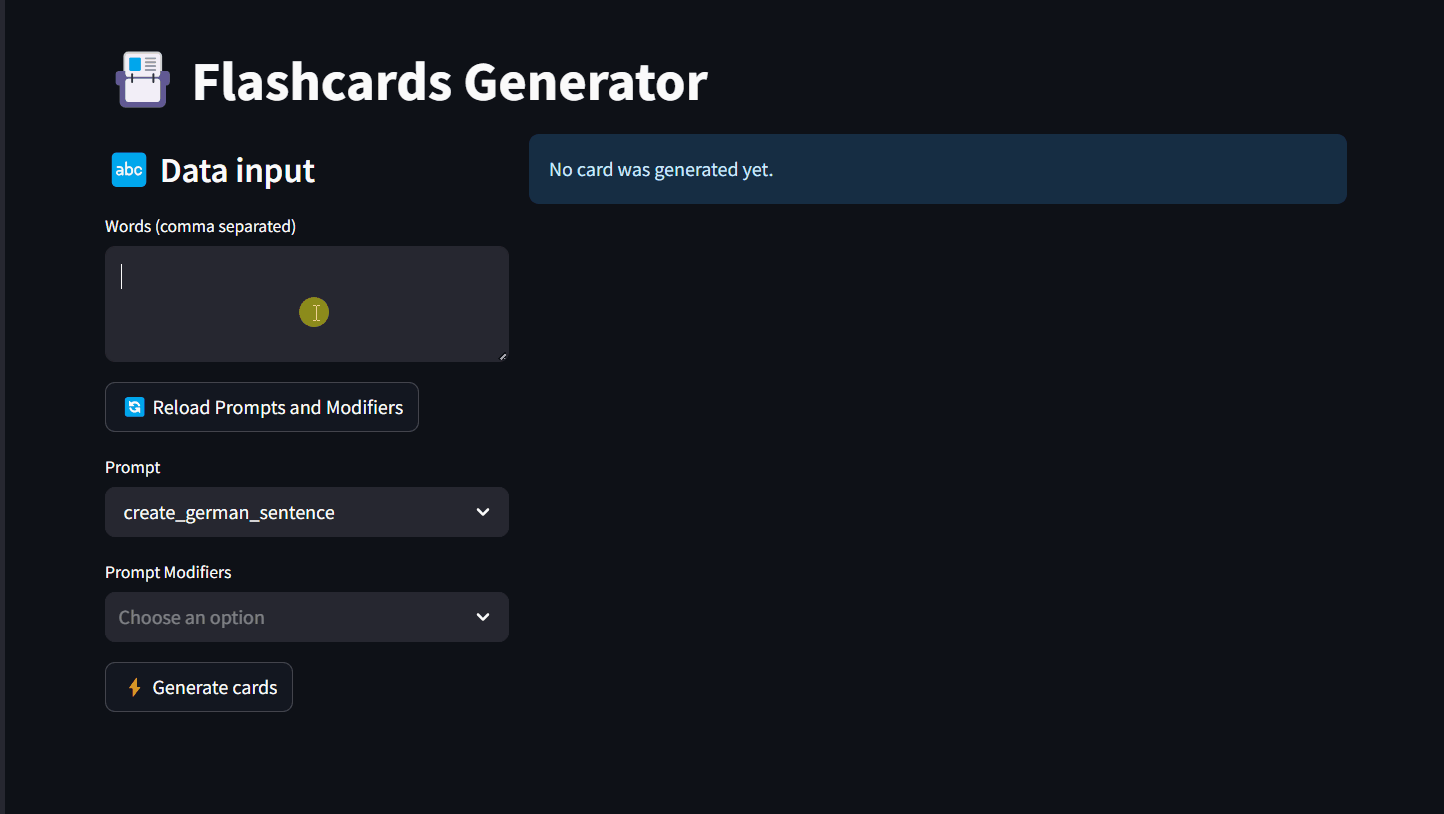 Flashcards Generator
abc Data input
No card was generated yet.
Words (comma separated)
Reload Prompts and Modifiers
Prompt
create_german_sentence
Prompt Modifiers
Choose an option
Generate cards